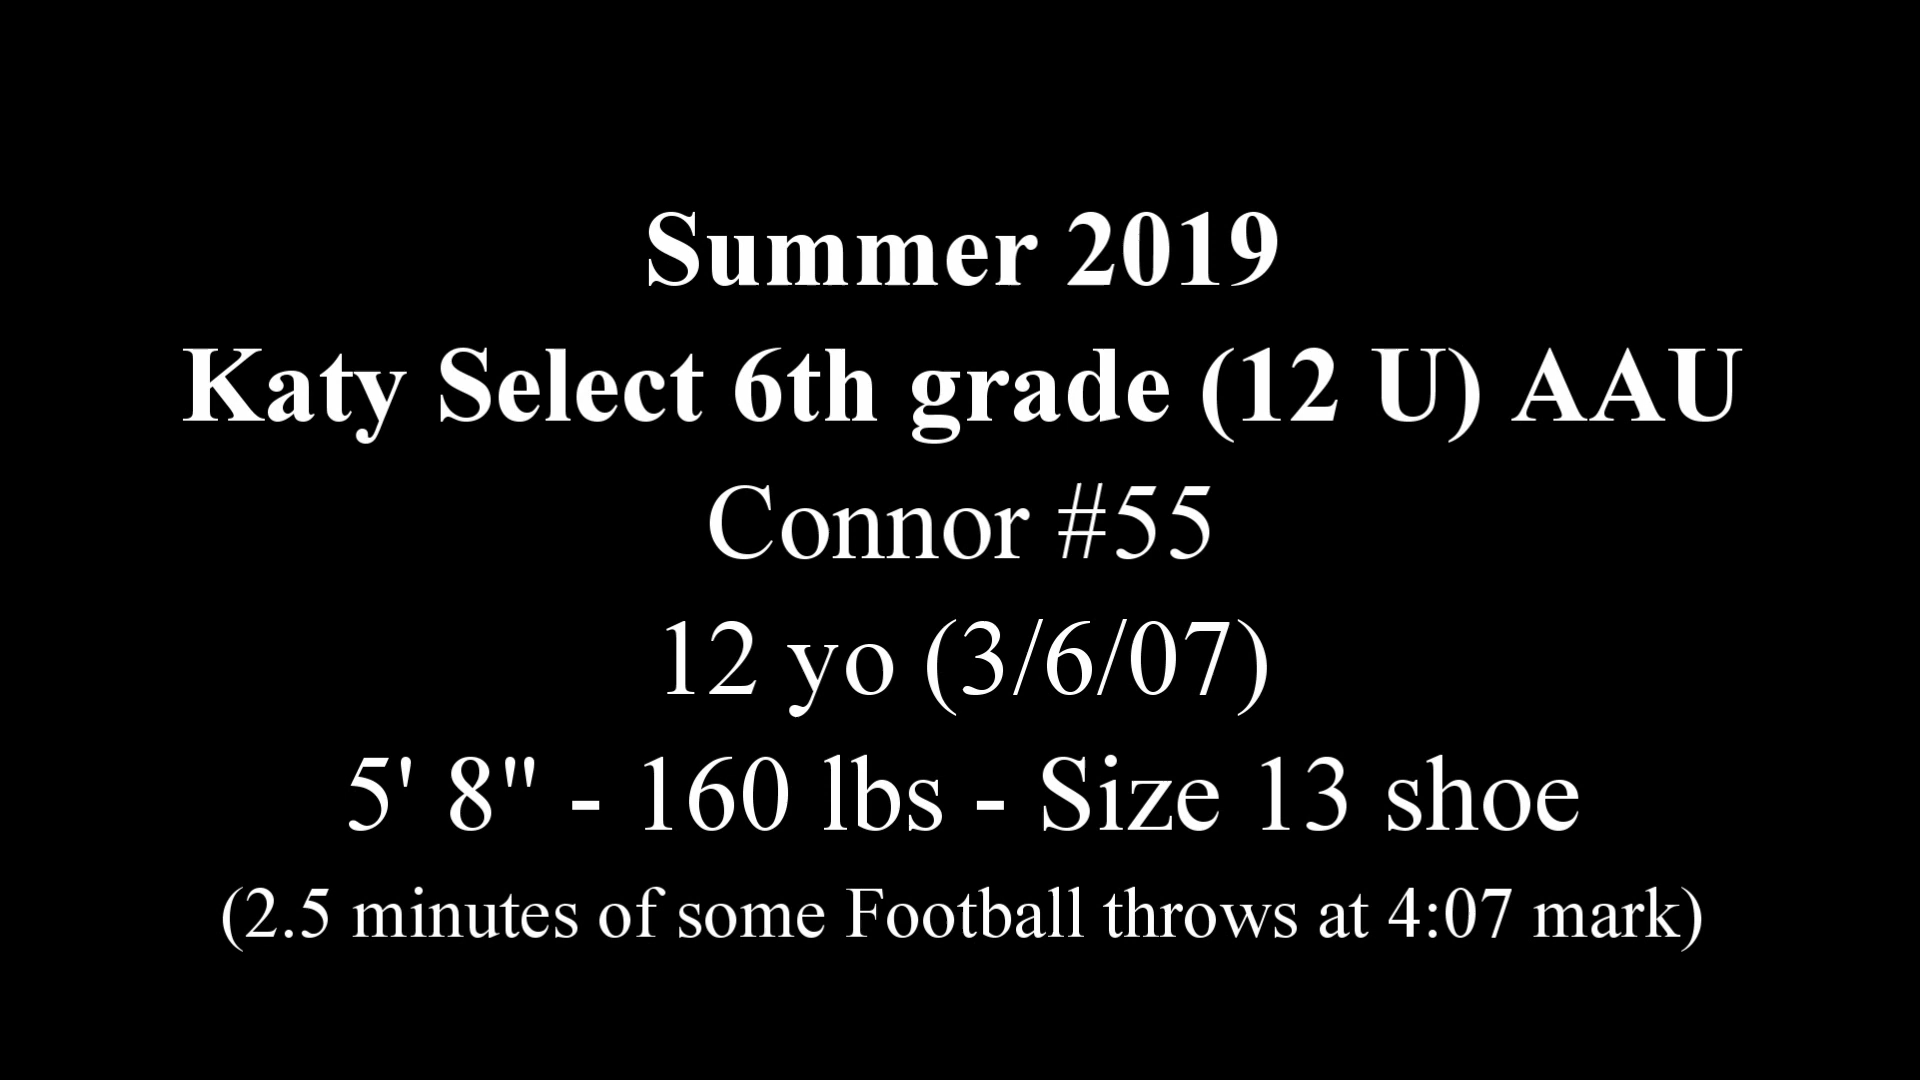 Summer 2019
Katy Select 6th grade (12 U) AAU
Connor #55
12 yo (3/6/07)
5' 8" - 160 lbs - Size 13 shoe
(2.5 minutes of some Football throws at 4:07 mark)